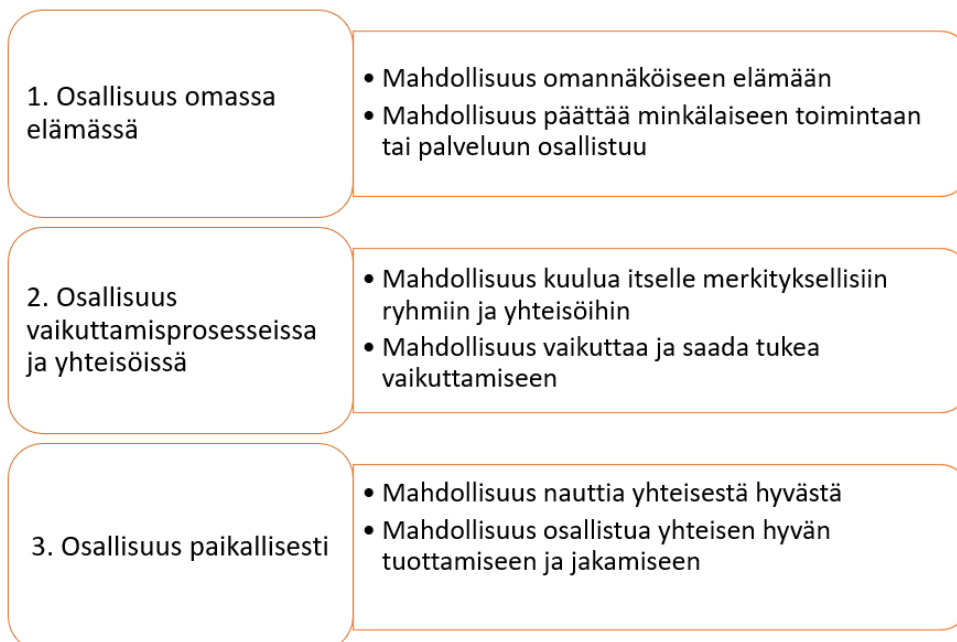 1. Osallisuus omassa
elämässä
• Mahdollisuus omannäköiseen elämään
• Mahdollisuus päättää minkälaiseen toimintaan
tai palveluun osallistuu
2. Osallisuus
vaikuttamisprosesseissa
ja yhteisöissä
• Mahdollisuus kuulua itselle merkityksellisiin
ryhmiin ja yhteisöihin
• Mahdollisuus vaikuttaa ja saada tukea
vaikuttamiseen
3. Osallisuus paikallisesti
• Mahdollisuus nauttia yhteisestä hyvästä
• Mahdollisuus osallistua yhteisen hyvän
tuottamiseen ja jakamiseen